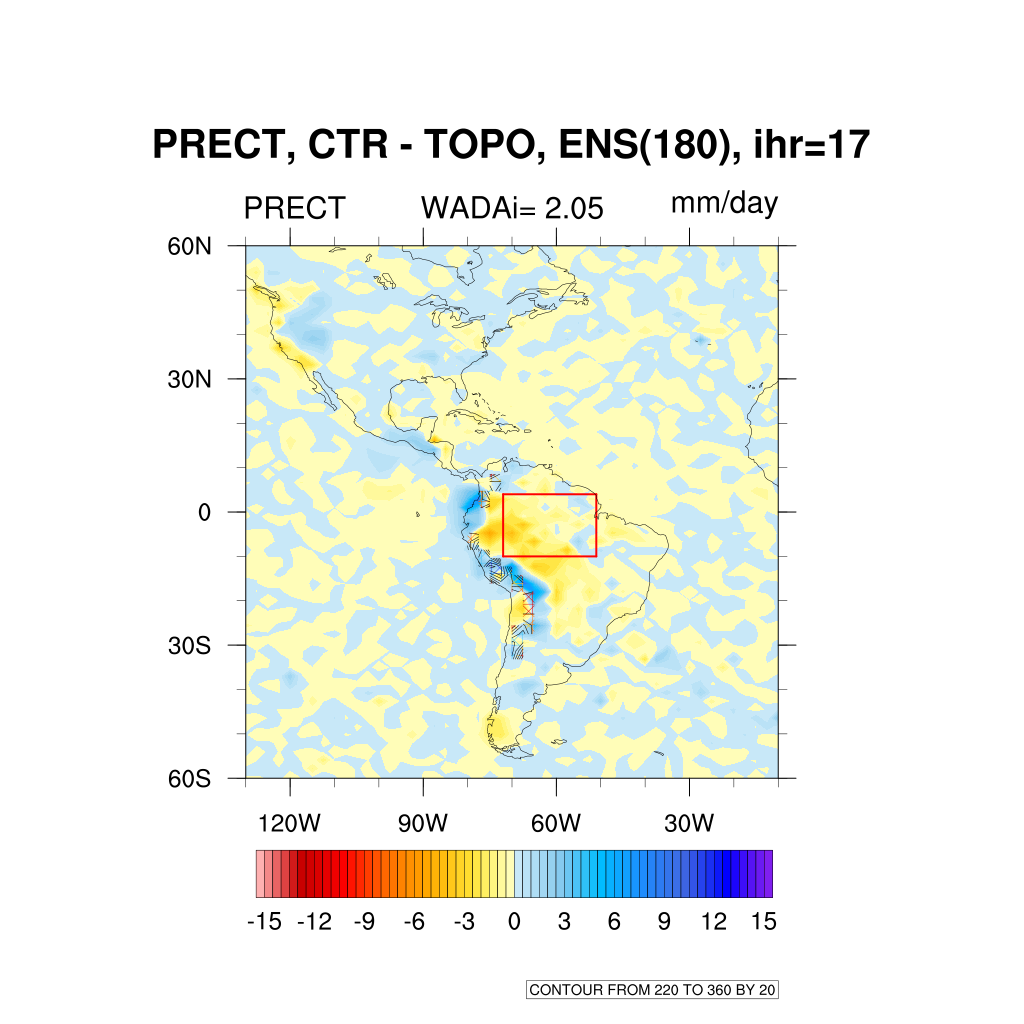 PRECT, CTR - TOPO, ENS(180), ihr=17
PRECT WADAi= 2.05 mm/day
60N
30N
0
30S
60S
120W 90W 60W 30W
-15 -12 -9 -6 -3 0 3 6 9 12 15
CONTOUR FROM 220 TO 360 BY 20